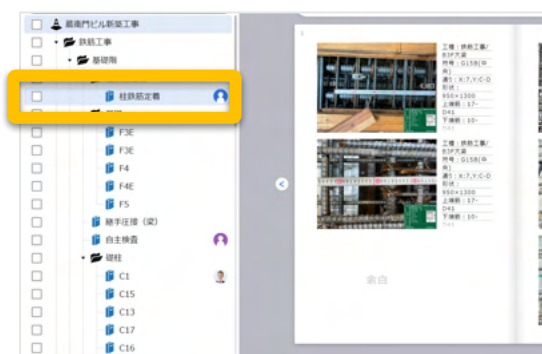 蔵衛門ビル新築工事
鉄筋工事
基礎階
柱鉄筋定着
F3E
F3E
F4
F4E
F5
継手圧接（梁）
自主検査
礎柱
C1
C15
C13
C17
C16
1
工種：鉄筋工事/
B3F大梁
符号：G15B(中
央)
通り：X:7,Y:C-D
形状：
950×1300
上端筋：17-
D41
下端筋：10-
D41
工種：鉄筋工事/
B3F大梁
符号：G15B(中
央)
通り：X:7,Y:C-D
形状：
950×1300
上端筋：17-
D41
下端筋：10-
D41
余白